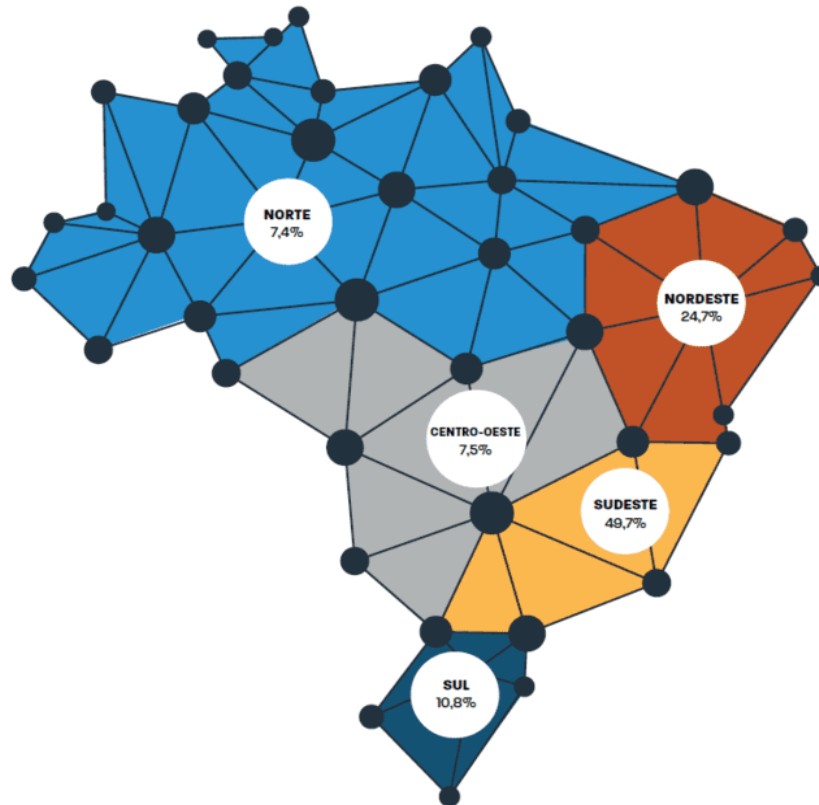 NORTE
7,4%
NORDESTE
24,7%
CENTRO-OESTE
7,5%
SUDESTE
49,7%
SUL
10,8%